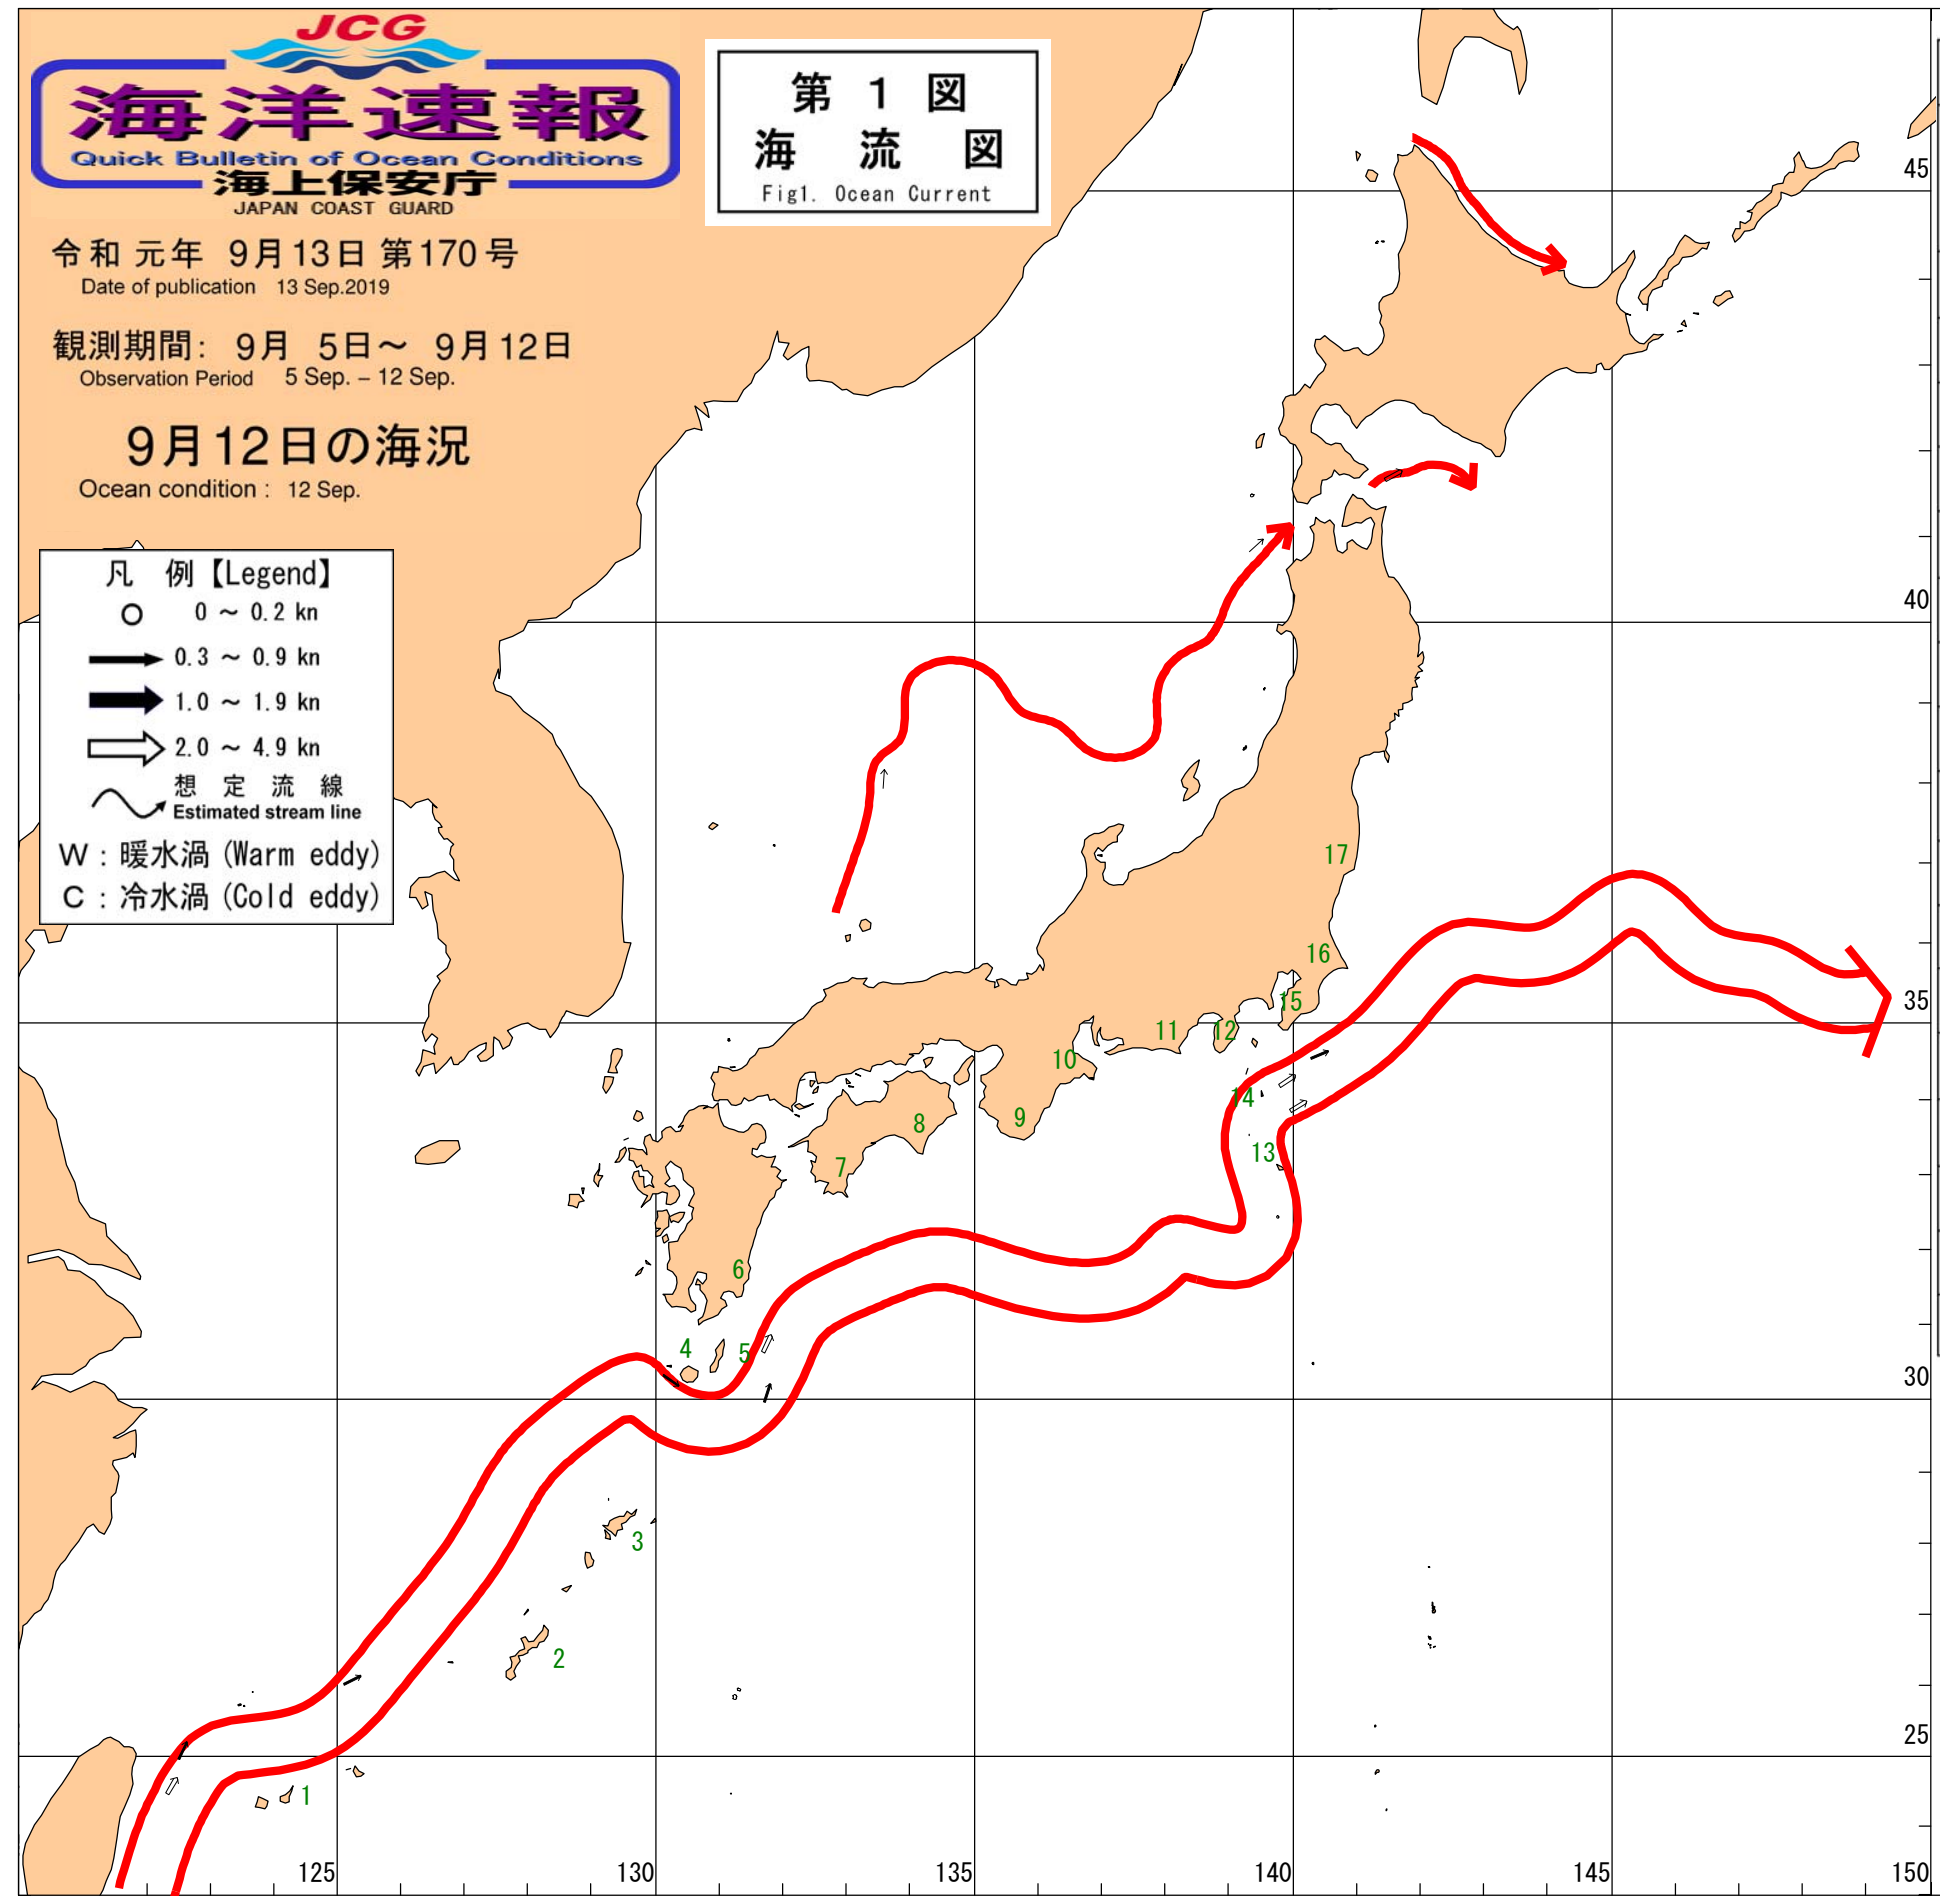 JCG
海洋速報
Quick Bulletin of Ocean Conditions
海上保安庁
JAPAN COAST GUARD
第 1 図
海 流 図
Fig1. Ocean Current
令和 元年 9月13日 第170号
Date of publication 13 Sep.2019
観測期間: 9月 5日～ 9月12日
Observation Period 5 Sep. – 12 Sep.
9月12日の海況
Ocean condition : 12 Sep.
凡 例【Legend】
0 ～ 0.2 kn
0.3 ～ 0.9 kn
1.0 ～ 1.9 kn
2.0 ～ 4.9 kn
想 定 流 線
Estimated stream line
W : 暖水渦 (Warm eddy)
C : 冷水渦 (Cold eddy)
45
40
17
16
35
15
11
12
10
14
9
8
13
7
6
4
5
30
3
2
25
1
125
130
135
140
145
150